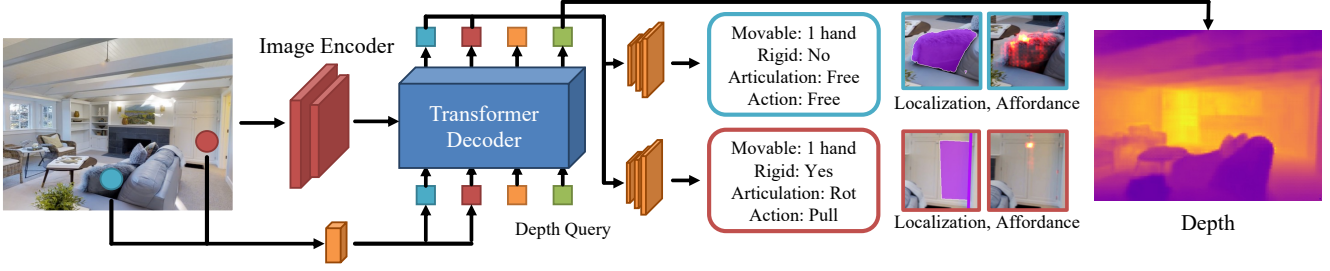 Image Encoder
Transformer
Decoder
Depth Query
Movable: 1 hand
Rigid: No
Articulation: Free
Action: Free
Localization, Affordance
Movable: 1 hand
Rigid: Yes
Articulation: Rot
Action: Pull
Localization, Affordance
Depth